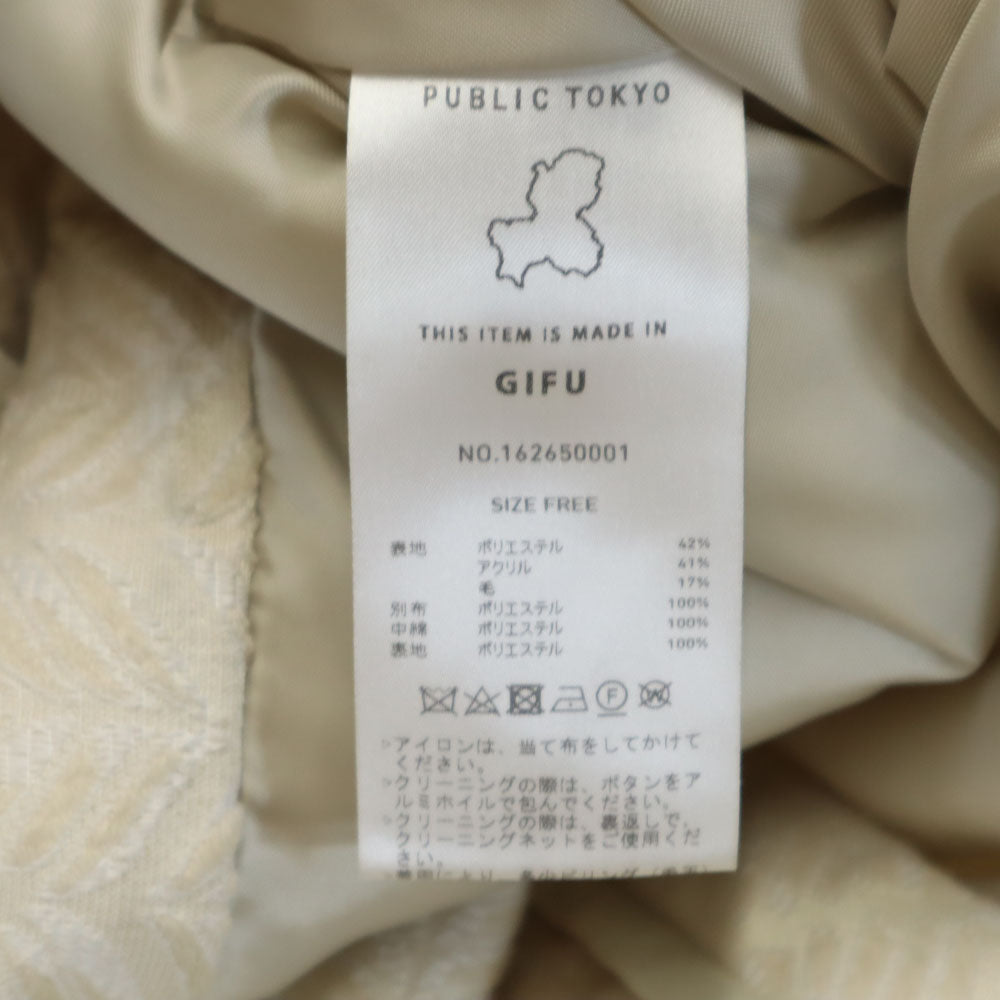 PUBLIC TOKYO
THIS ITEM IS MADE IN
GIFU
NO.162650001
SIZE FREE
表地 ポリエステル 42%
アクリル 41%
毛 17%
別布 ポリエステル 100%
中綿 ポリエステル 100%
裏地 ポリエステル 100%
F W
▷アイロンは、当て布をしてかけて
ください。
▷クリーニングの際は、ボタンをア
ルミホイルで包んでください。
▷クリーニングの際は、裏返しで、
クリーニングネットをご使用くだ
さい。